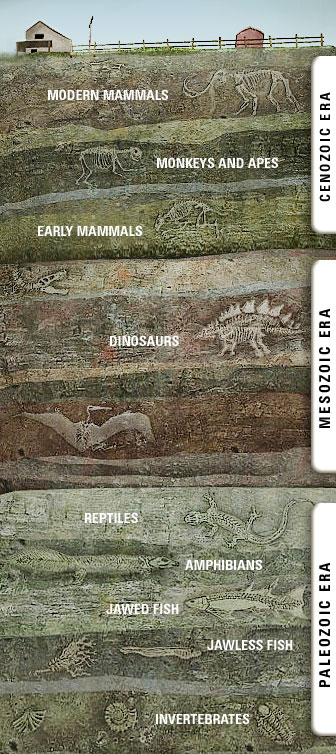 MODERN MAMMALS
MONKEYS AND APES
EARLY MAMMALS
CENOZOIC ERA
DINOSAURS
MESOZOIC ERA
REPTILES
AMPHIBIANS
JAWED FISH
JAWLESS FISH
INVERTEBRATES
PALEOZOIC ERA